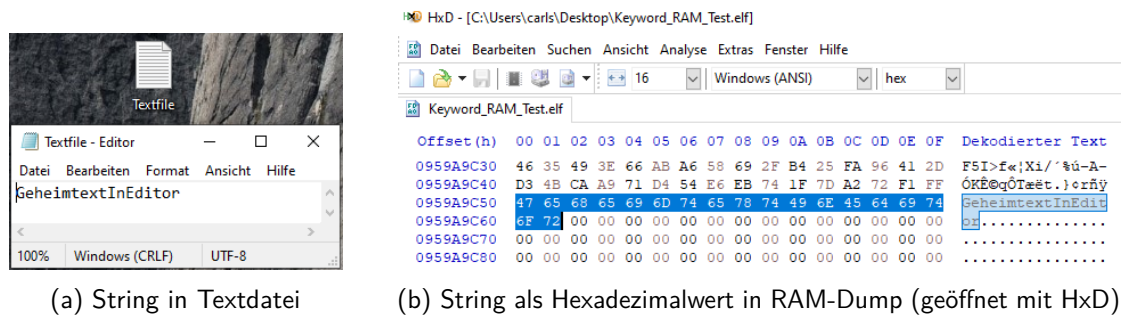 Textfile
Textfile - Editor
Datei Bearbeiten Format Ansicht Hilfe
GeheimtextInEditor
100% Windows (CRLF) UTF-8
(a) String in Textdatei
HxD - [C:\Users\carls\Desktop\Keyword_RAM_Test.elf]
Datei Bearbeiten Suchen Ansicht Analyse Extras Fenster Hilfe
16 Windows (ANSI) hex
Keyword_RAM_Test.elf
Offset(h) 00 01 02 03 04 05 06 07 08 09 0A 0B 0C 0D 0E 0F Dekodierter Text
0959A9C30 46 35 49 3E 66 AB A6 58 69 2F B4 25 FA 96 41 2D F5I>f«¦Xi/´%ú–A-
0959A9C40 D3 4B CA A9 71 D4 54 E6 EB 74 1F 7D A2 72 F1 FF ÓKÊ©qÔTæët.}¢rñÿ
0959A9C50 47 65 68 65 69 6D 74 65 78 74 49 6E 45 64 69 74 GeheimtextInEdit
0959A9C60 6F 72 00 00 00 00 00 00 00 00 00 00 00 00 00 00 or..............
0959A9C70 00 00 00 00 00 00 00 00 00 00 00 00 00 00 00 00 ................
0959A9C80 00 00 00 00 00 00 00 00 00 00 00 00 00 00 00 00 ................
(b) String als Hexadezimalwert in RAM-Dump (geöffnet mit HxD)